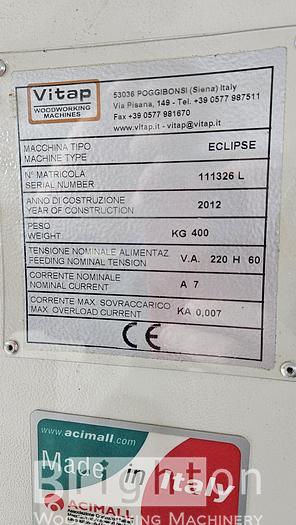 Vitap
WOODWORKING
MACHINES
53036 POGGIBONSI (Siena) Italy
Via Pisana, 149 - Tel. +39 0577 987511
Fax +39 0577 981670
www.vitap.it - vitap@vitap.it
MACCHINA TIPO
MACHINE TYPE
ECLIPSE
N° MATRICOLA
SERIAL NUMBER
111326 L
ANNO DI COSTRUZIONE
YEAR OF CONSTRUCTION
2012
PESO
WEIGHT
KG 400
TENSIONE NOMINALE ALIMENTAZ.
FEEDING NOMINAL TENSION
V.A. 220 H 60
CORRENTE NOMINALE
NOMINAL CURRENT
A 7
CORRENTE MAX. SOVRACCARICO
MAX. OVERLOAD CURRENT
KA 0,007
CE
www.acimall.com
Made in Italy
ACIMALL
Brighton
WOODWORKING MACHINERY